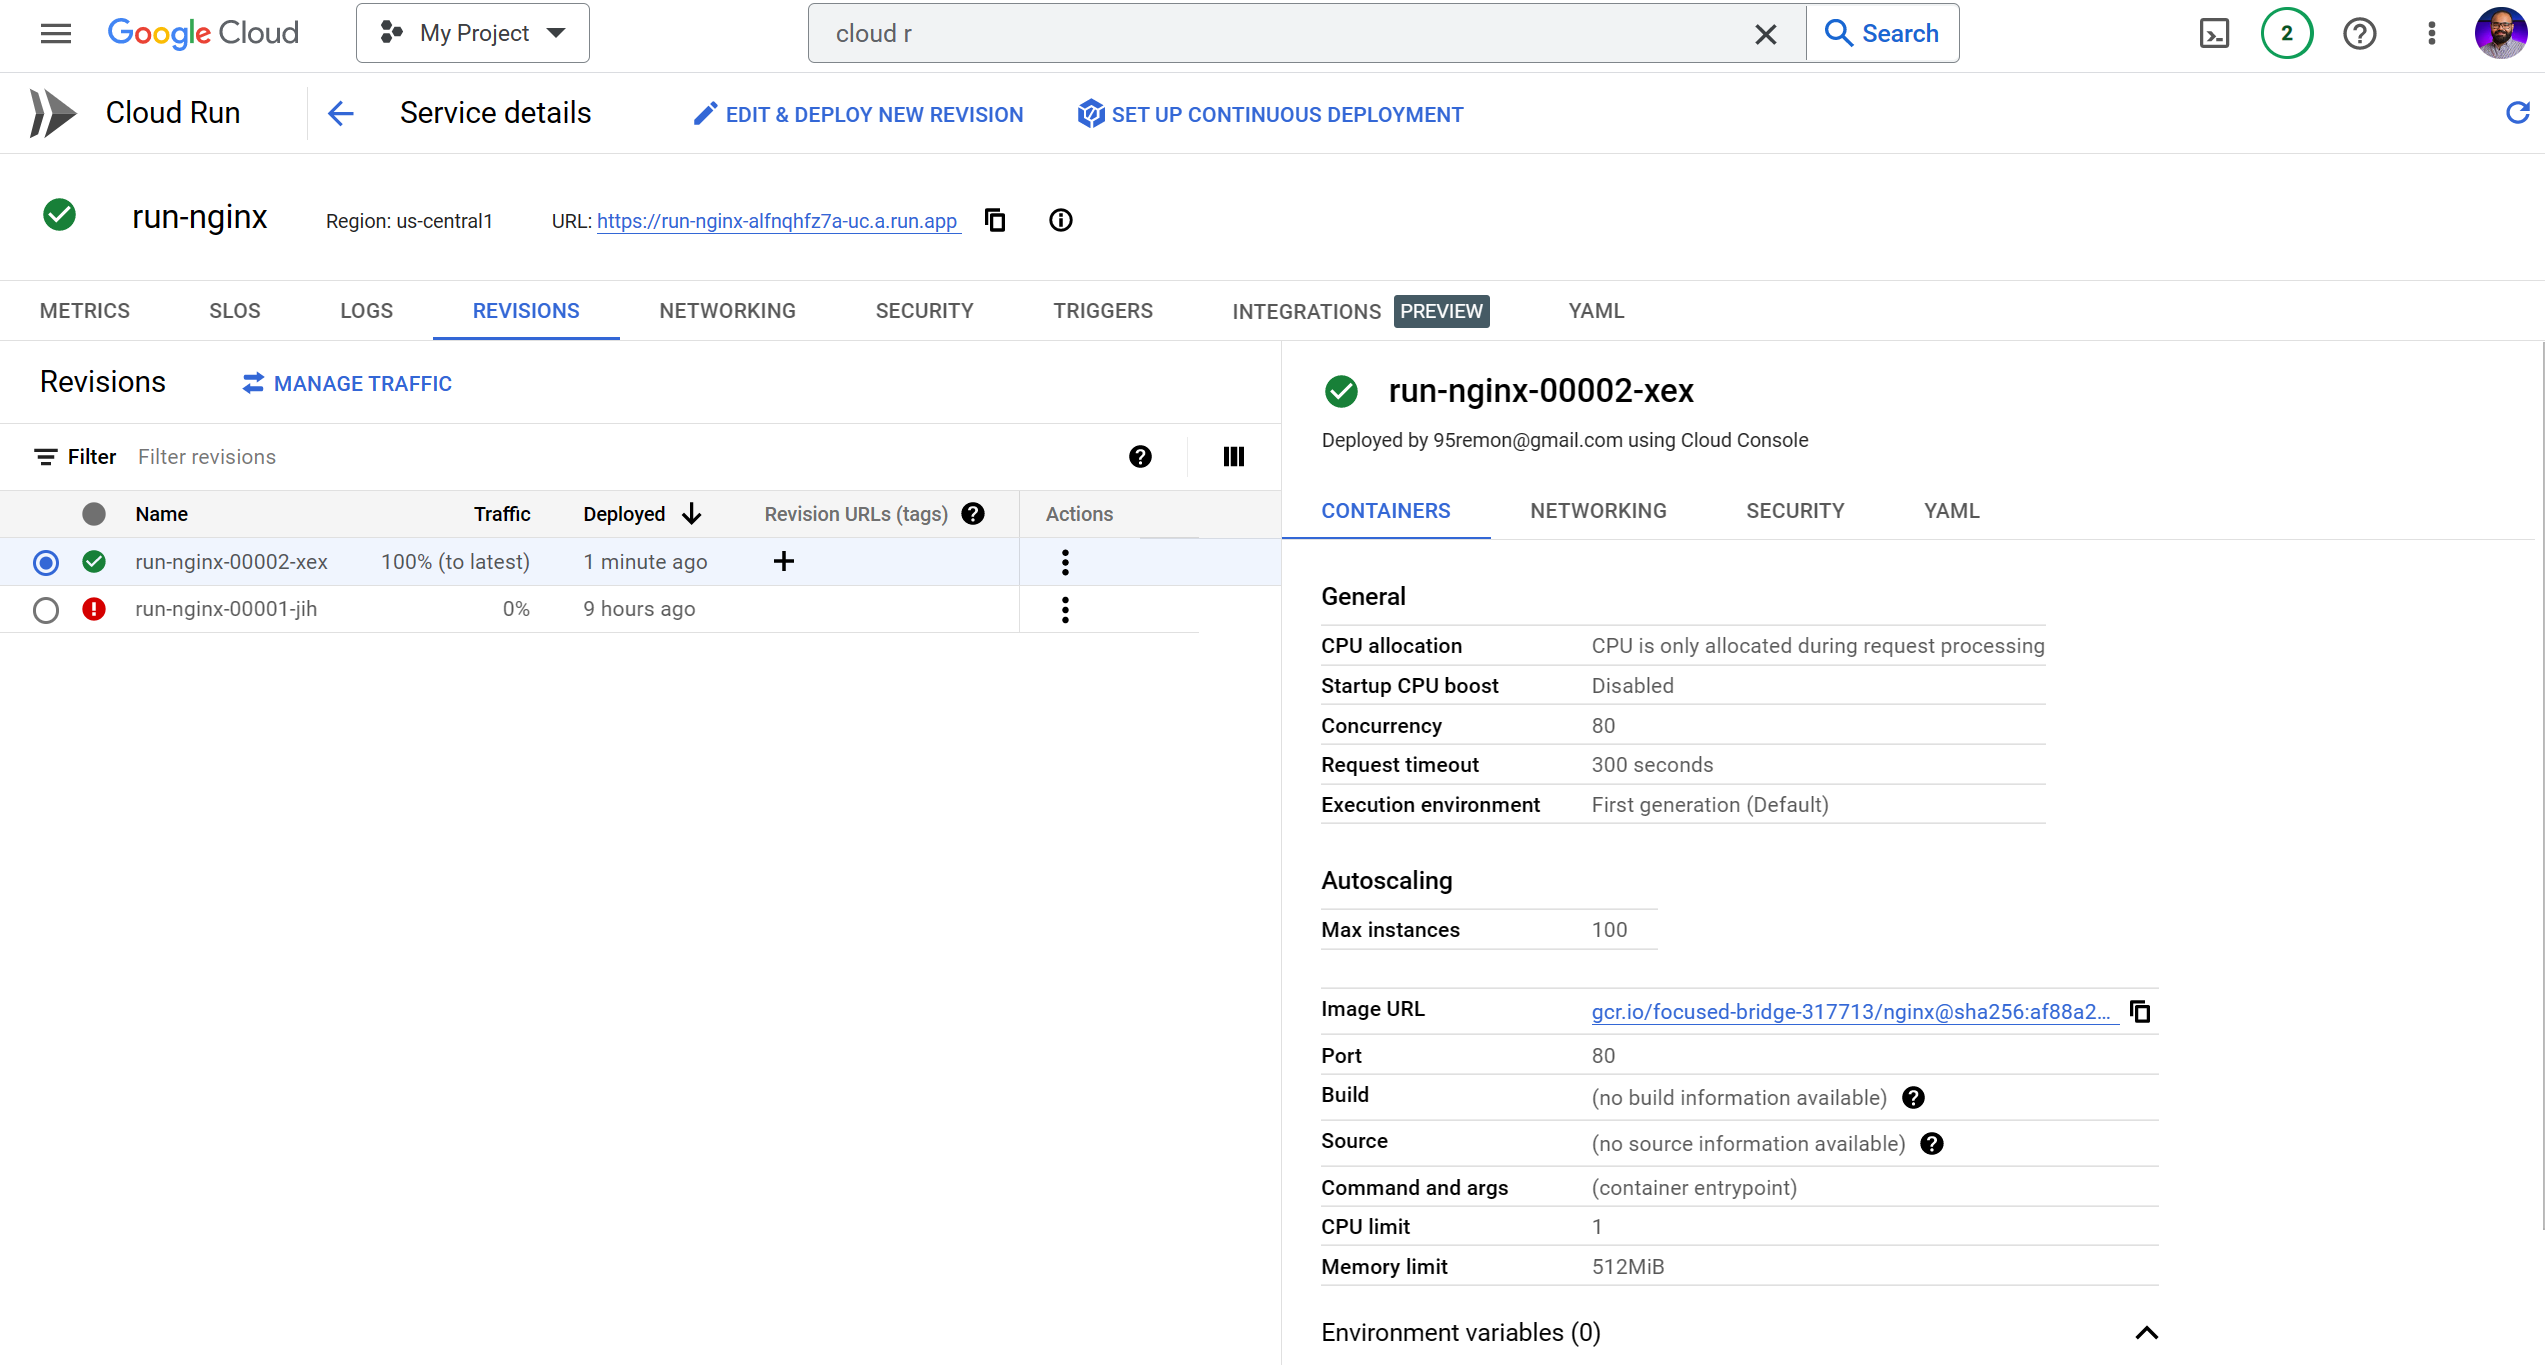 Google Cloud My Project cloud r Search 2
Cloud Run Service details EDIT & DEPLOY NEW REVISION SET UP CONTINUOUS DEPLOYMENT
run-nginx Region: us-central1 URL: https://run-nginx-alfnqhfz7a-uc.a.run.app
METRICS SLOS LOGS REVISIONS NETWORKING SECURITY TRIGGERS INTEGRATIONS PREVIEW YAML
Revisions MANAGE TRAFFIC
Filter Filter revisions
Name Traffic Deployed Revision URLs (tags) Actions
run-nginx-00002-xex 100% (to latest) 1 minute ago
run-nginx-00001-jih 0% 9 hours ago
run-nginx-00002-xex
Deployed by 95remon@gmail.com using Cloud Console
CONTAINERS NETWORKING SECURITY YAML
General
CPU allocation CPU is only allocated during request processing
Startup CPU boost Disabled
Concurrency 80
Request timeout 300 seconds
Execution environment First generation (Default)
Autoscaling
Max instances 100
Image URL gcr.io/focused-bridge-317713/nginx@sha256:af88a2...
Port 80
Build (no build information available)
Source (no source information available)
Command and args (container entrypoint)
CPU limit 1
Memory limit 512MiB
Environment variables (0)